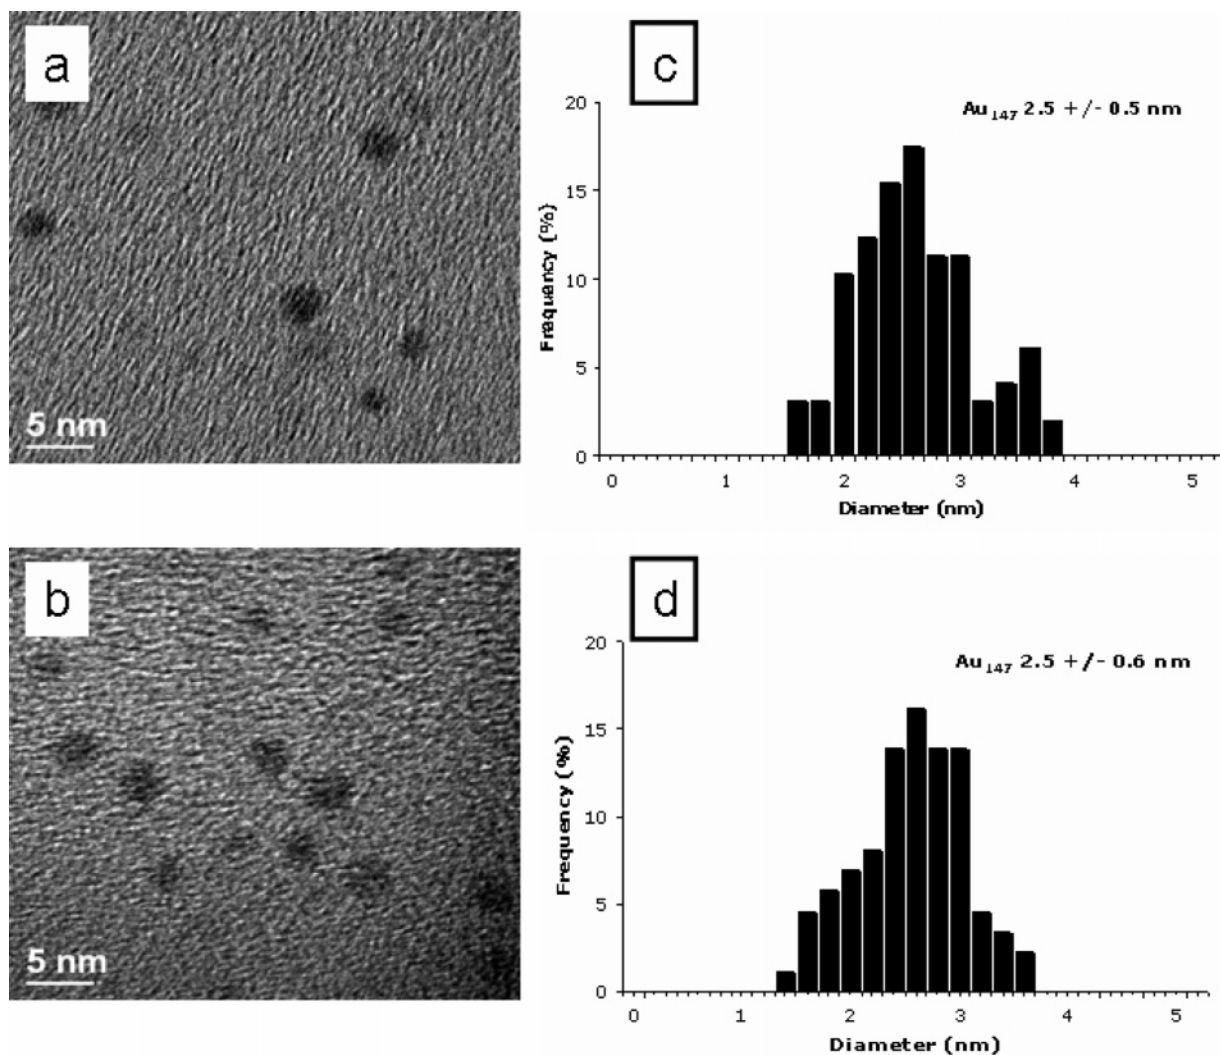 a
5 nm
c
Au147 2.5 +/- 0.5 nm
Frequency (%)
20
15
10
5
0
0 1 2 3 4 5
Diameter (nm)
b
5 nm
d
Au147 2.5 +/- 0.6 nm
Frequency (%)
20
15
10
5
0
0 1 2 3 4 5
Diameter (nm)